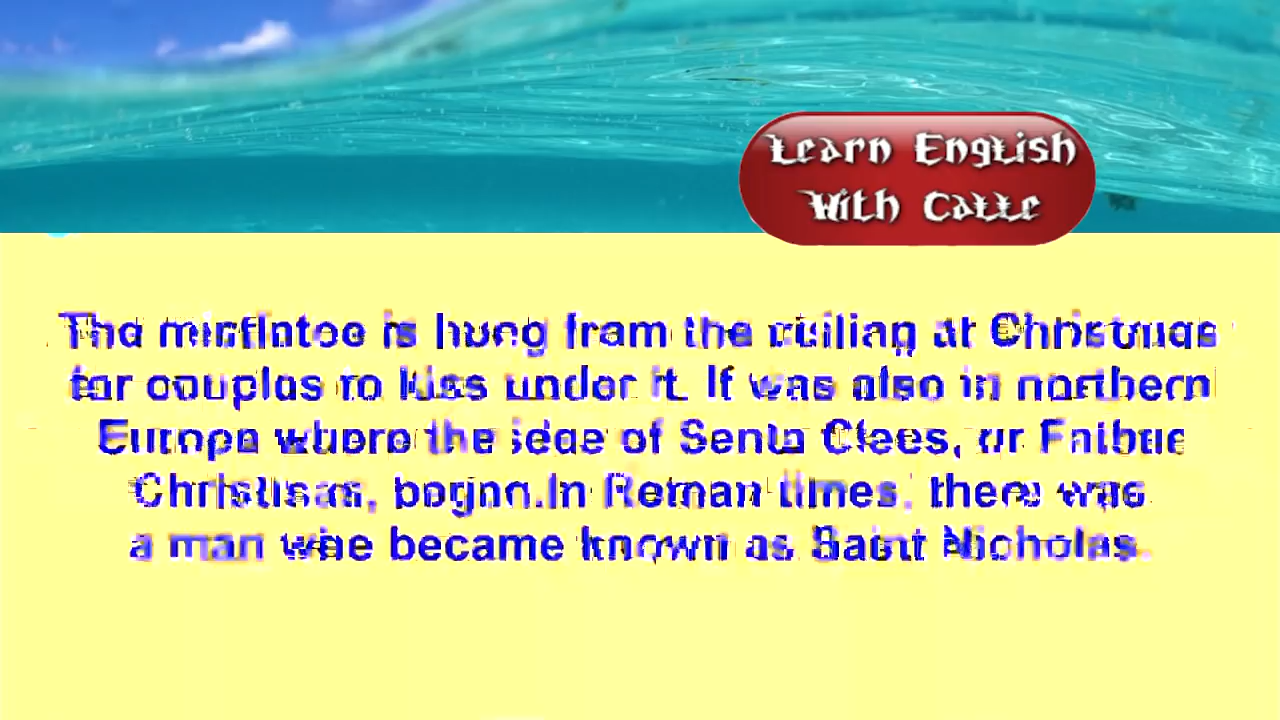 Learn English
With
The mistletoe is hung from the ceiling at Christmas
for couples to kiss under it. It was also in northern
Europe where the idea of Santa Claus, or Father
Christmas, began.In Roman times, there was
a man who became known as Saint Nicholas.